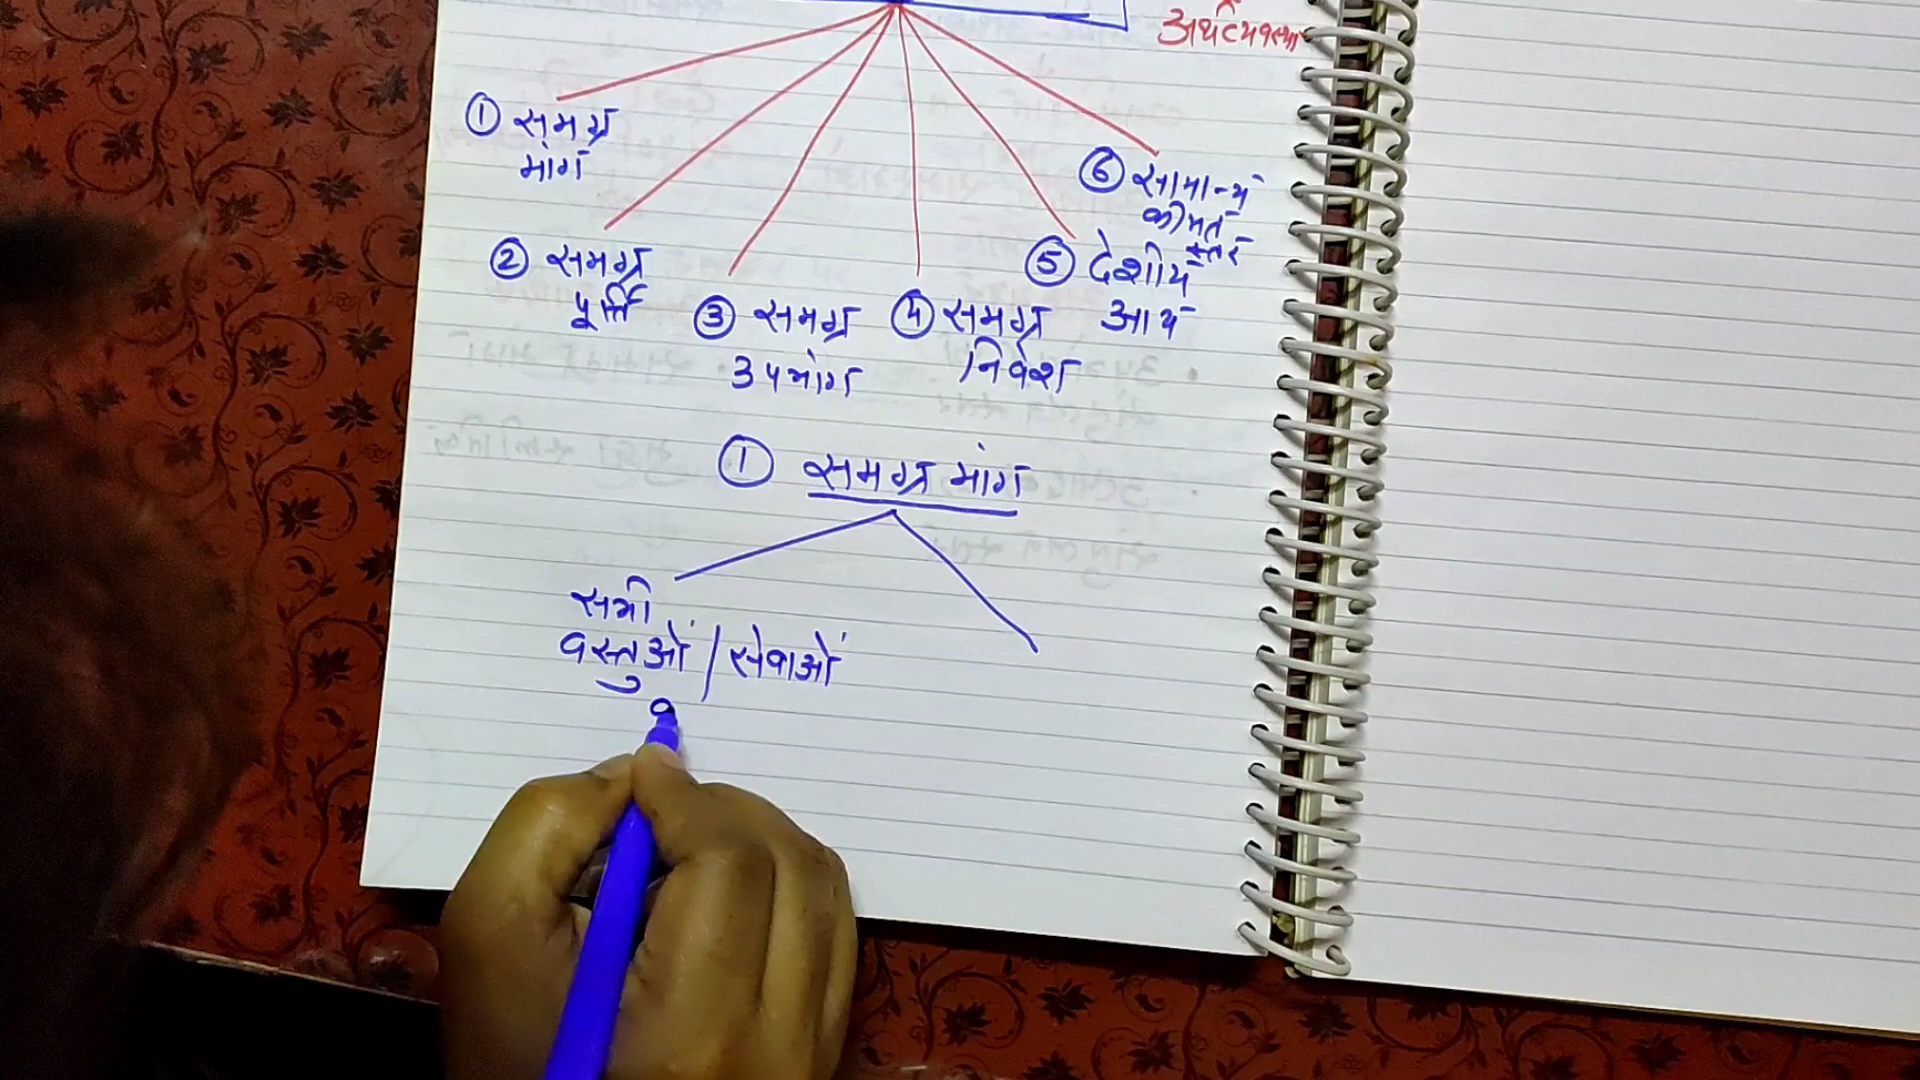 अर्थव्यवस्था
① समग्र
मांग
② समग्र
पूर्ति
③ समग्र
उपभोग
④ समग्र
निवेश
⑤ देशीय
आय
⑥ सामान्य
कीमत
स्तर
① समग्र मांग
सभी
वस्तुओं / सेवाओं